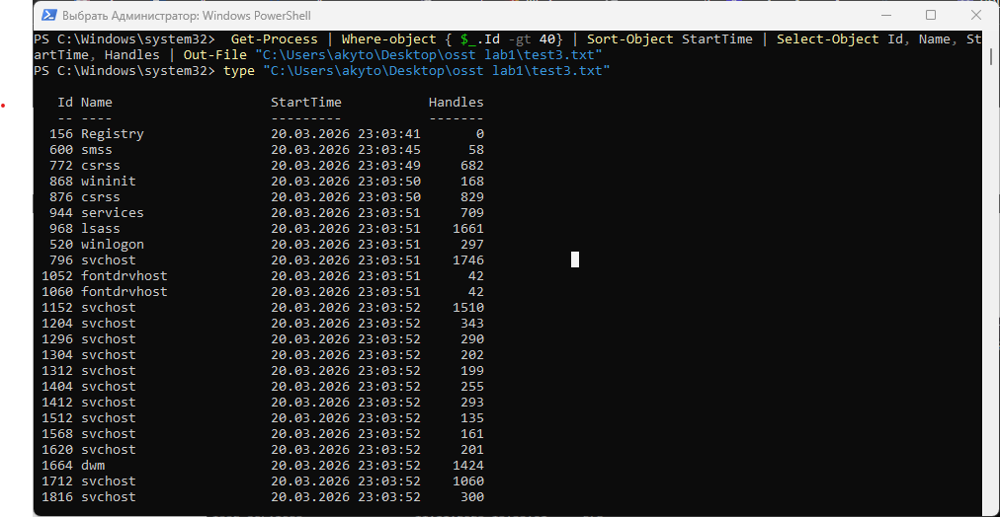 Выбрать Администратор: Windows PowerShell
PS C:\Windows\system32>  Get-Process | Where-object { $_.Id -gt 40} | Sort-Object StartTime | Select-Object Id, Name, St
artTime, Handles | Out-File "C:\Users\akyto\Desktop\osst lab1\test3.txt"
PS C:\Windows\system32> type "C:\Users\akyto\Desktop\osst lab1\test3.txt"
Id Name StartTime Handles
-- ---- --------- -------
156 Registry 20.03.2026 23:03:41 0
600 smss 20.03.2026 23:03:45 58
772 csrss 20.03.2026 23:03:49 682
868 wininit 20.03.2026 23:03:50 168
876 csrss 20.03.2026 23:03:50 829
944 services 20.03.2026 23:03:51 709
968 lsass 20.03.2026 23:03:51 1661
520 winlogon 20.03.2026 23:03:51 297
796 svchost 20.03.2026 23:03:51 1746
1052 fontdrvhost 20.03.2026 23:03:51 42
1060 fontdrvhost 20.03.2026 23:03:51 42
1152 svchost 20.03.2026 23:03:52 1510
1204 svchost 20.03.2026 23:03:52 343
1296 svchost 20.03.2026 23:03:52 290
1304 svchost 20.03.2026 23:03:52 202
1312 svchost 20.03.2026 23:03:52 199
1404 svchost 20.03.2026 23:03:52 255
1412 svchost 20.03.2026 23:03:52 293
1512 svchost 20.03.2026 23:03:52 135
1568 svchost 20.03.2026 23:03:52 161
1620 svchost 20.03.2026 23:03:52 201
1664 dwm 20.03.2026 23:03:52 1424
1712 svchost 20.03.2026 23:03:52 1060
1816 svchost 20.03.2026 23:03:52 300